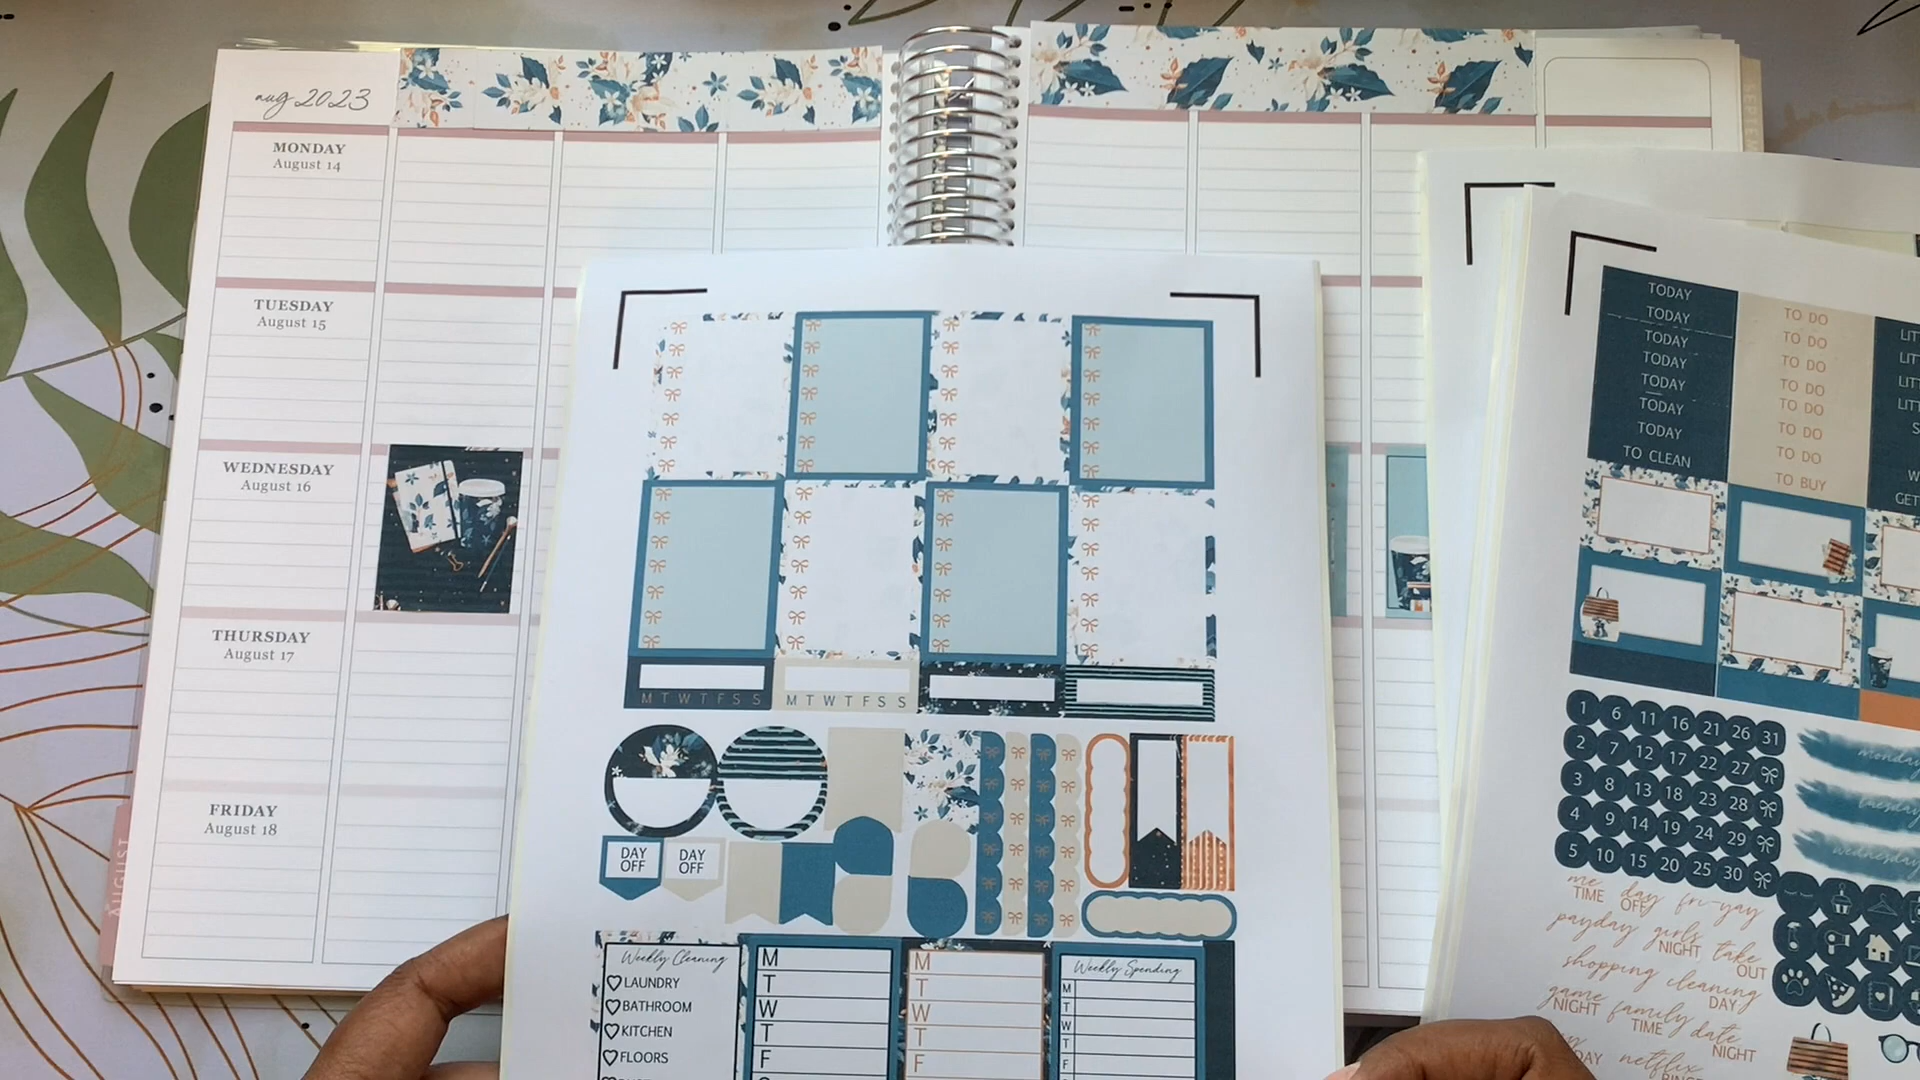 aug 2023
MONDAY
August 14
TUESDAY
August 15
WEDNESDAY
August 16
THURSDAY
August 17
FRIDAY
August 18
AUGUST
M T W T F S S
M T W T F S S
DAY
OFF
DAY
OFF
Weekly Cleaning
LAUNDRY
BATHROOM
KITCHEN
FLOORS
M
T
W
T
F
M
T
W
T
F
Weekly Spending
M
T
W
T
F
TODAY
TODAY
TODAY
TODAY
TODAY
TODAY
TODAY
TO CLEAN
TO DO
TO DO
TO DO
TO DO
TO DO
TO DO
TO DO
TO BUY
1 6 11 16 21 26 31
2 7 12 17 22 27
3 8 13 18 23 28
4 9 14 19 24 29
5 10 15 20 25 30
monday
tuesday
wednesday
me TIME
day OFF
fri-yay
payday
girls NIGHT
take OUT
shopping
cleaning DAY
game NIGHT
family TIME
date NIGHT
netflix